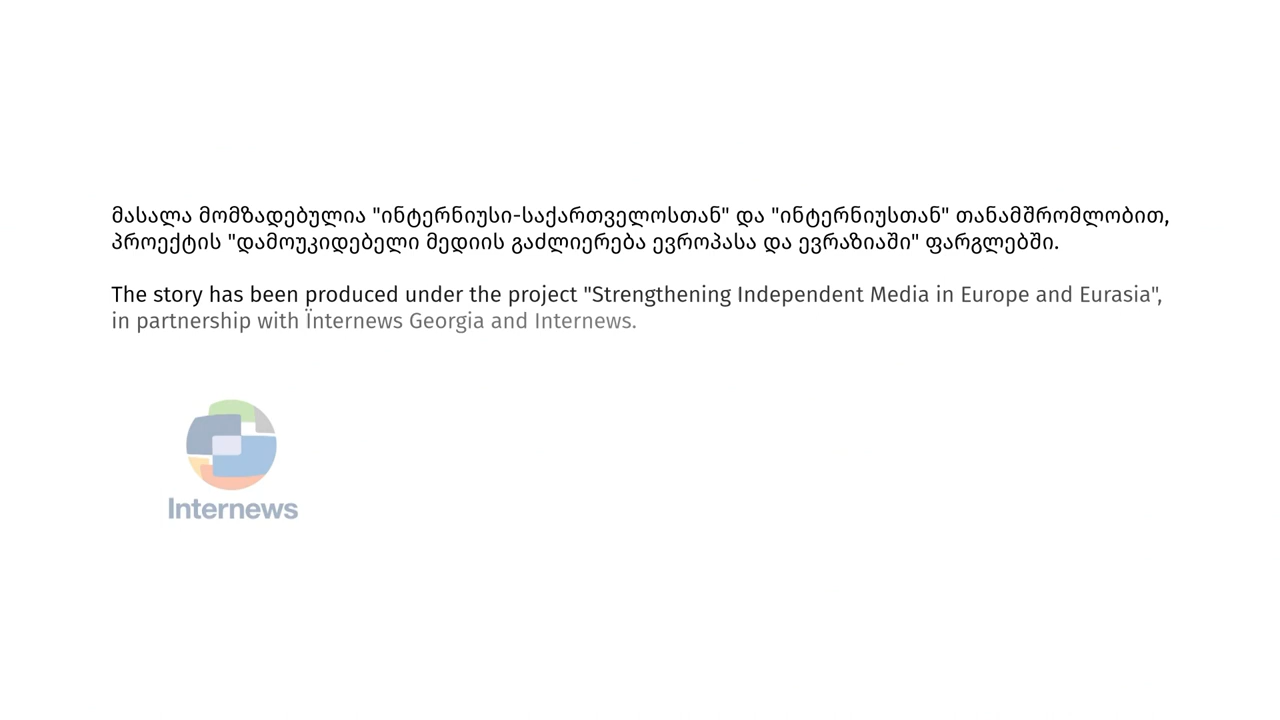 მასალა მომზადებულია "ინტერნიუსი-საქართველოსთან" და "ინტერნიუსთან" თანამშრომლობით,
პროექტის "დამოუკიდებელი მედიის გაძლიერება ევროპასა და ევრაზიაში" ფარგლებში.
The story has been produced under the project "Strengthening Independent Media in Europe and Eurasia",
in partnership with Ïnternews Georgia and Internews.
Internews